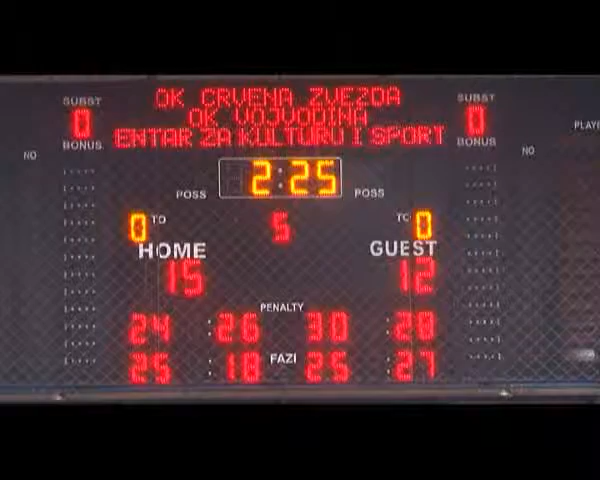 OK CRVENA ZVEZDA
OK VOJVODINA
ENTAR ZA KULTURU I SPORT
SUBST SUBST
0 0
BONUS BONUS
PLAYE
NO NO
2:25
POSS POSS
0 TO 5 TO 0
HOME GUEST
15 12
PENALTY
24 :26 30 :28
25 :18 FAZI 25 :27